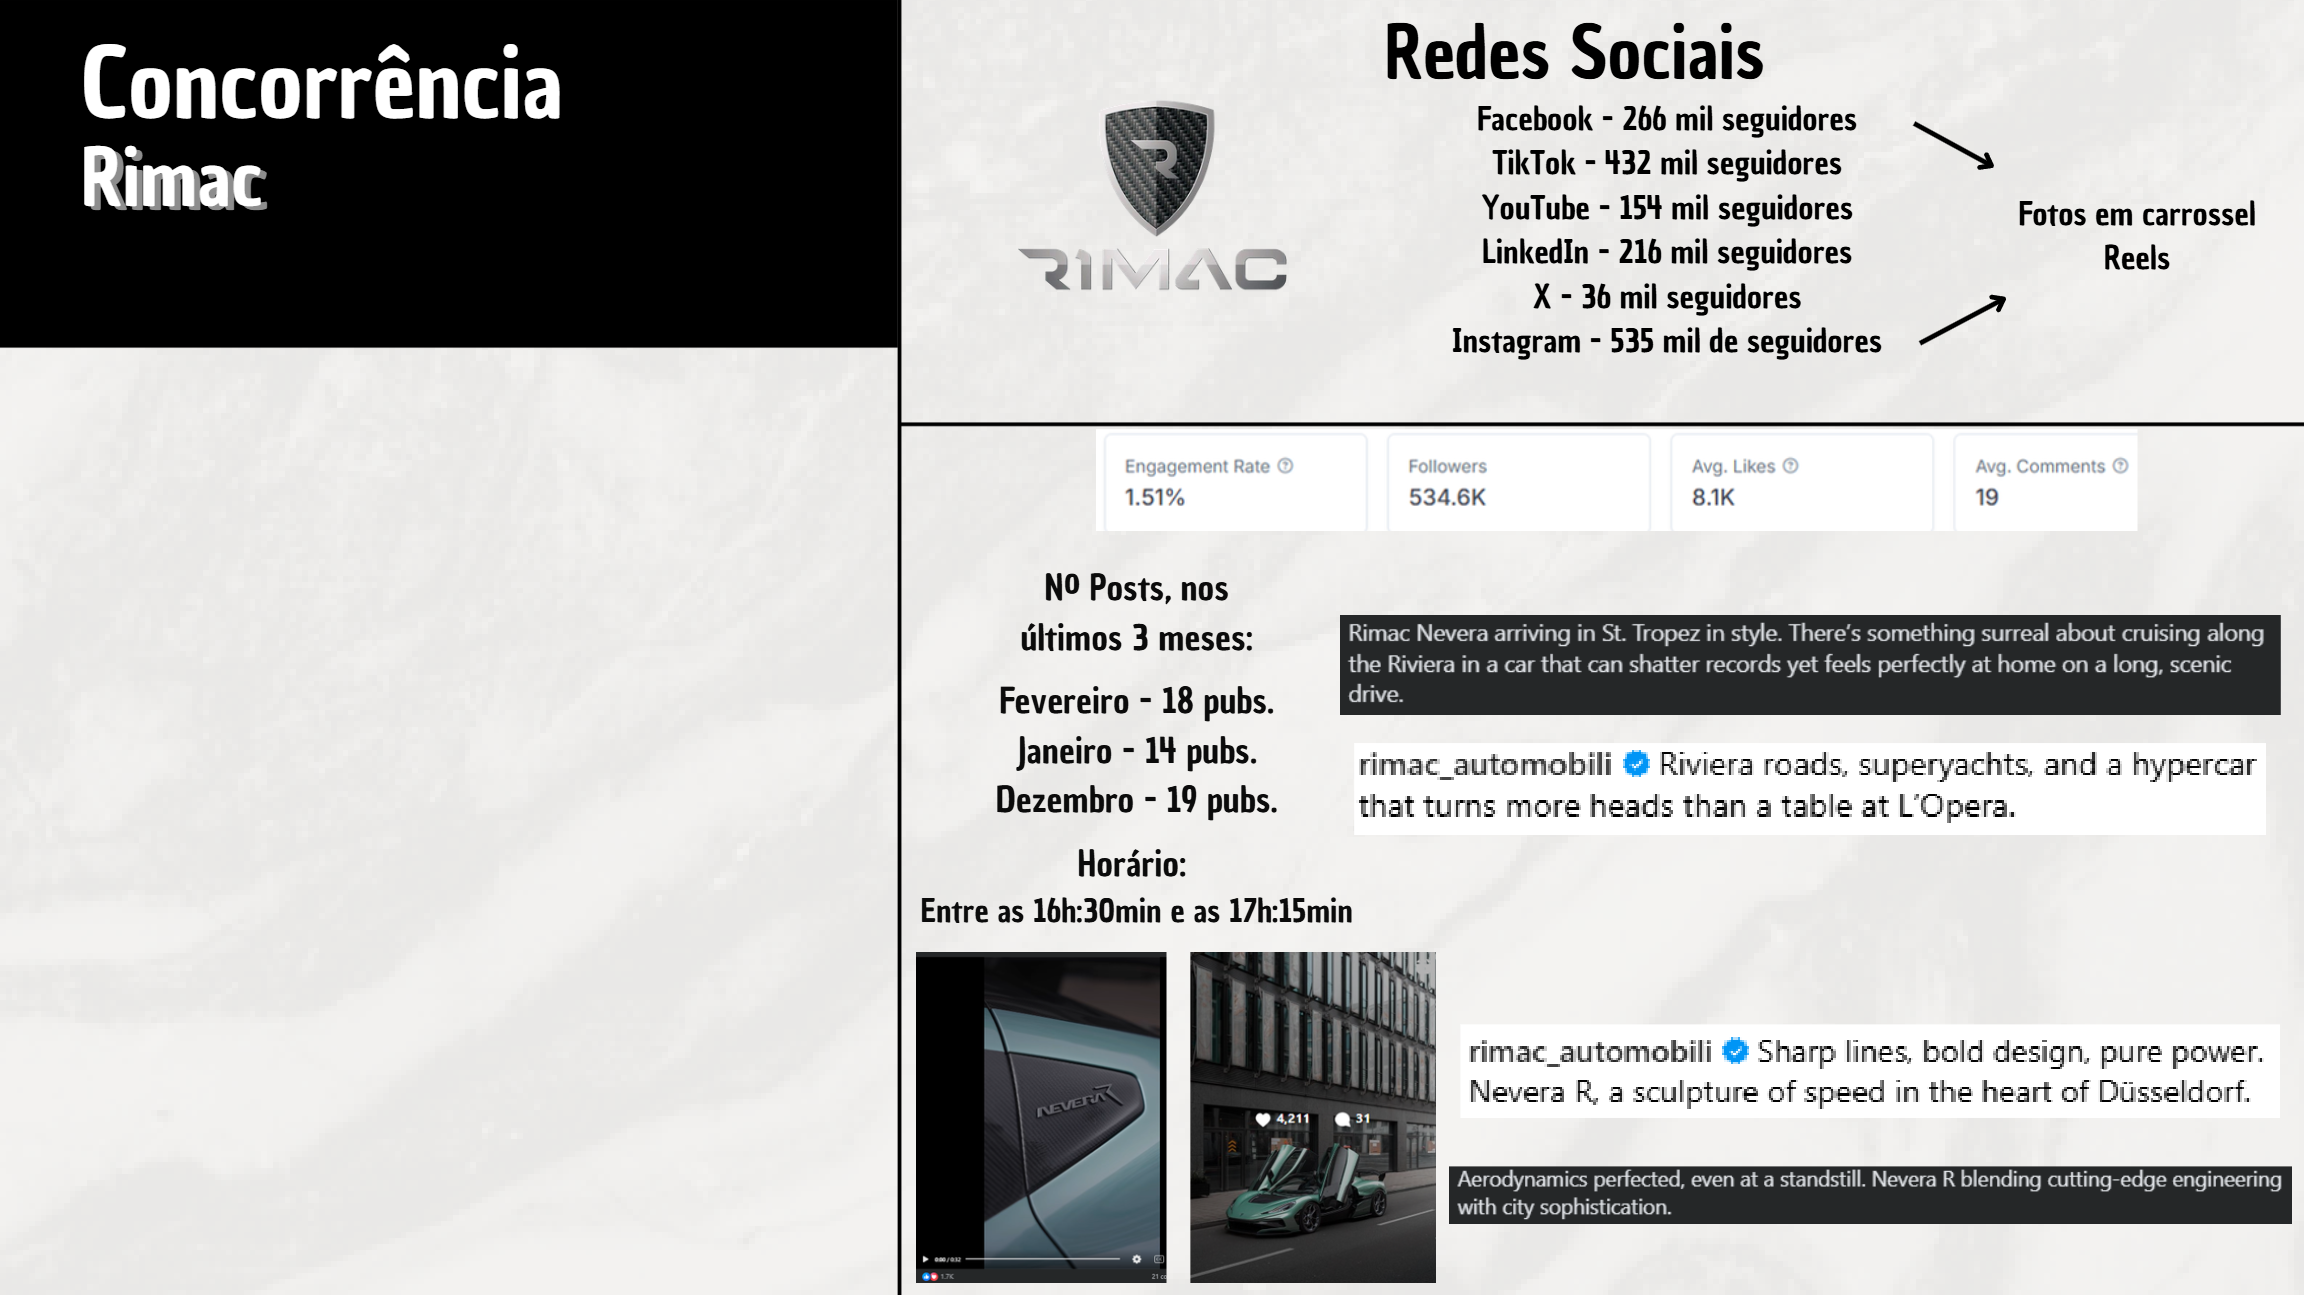 Concorrência
Rimac
Redes Sociais
R
RIMAC
Facebook - 266 mil seguidores
TikTok - 432 mil seguidores
YouTube - 154 mil seguidores
LinkedIn - 216 mil seguidores
X - 36 mil seguidores
Instagram - 535 mil de seguidores
Fotos em carrossel
Reels
Engagement Rate
1.51%
Followers
534.6K
Avg. Likes
8.1K
Avg. Comments
19
Nº Posts, nos
últimos 3 meses:
Fevereiro - 18 pubs.
Janeiro - 14 pubs.
Dezembro - 19 pubs.
Horário:
Entre as 16h:30min e as 17h:15min
Rimac Nevera arriving in St. Tropez in style. There's something surreal about cruising along
the Riviera in a car that can shatter records yet feels perfectly at home on a long, scenic
drive.
rimac_automobili Riviera roads, superyachts, and a hypercar
that turns more heads than a table at L'Opera.
NEVERA R
0:00 / 0:32
1.7K
4,211 31
rimac_automobili Sharp lines, bold design, pure power.
Nevera R, a sculpture of speed in the heart of Düsseldorf.
Aerodynamics perfected, even at a standstill. Nevera R blending cutting-edge engineering
with city sophistication.